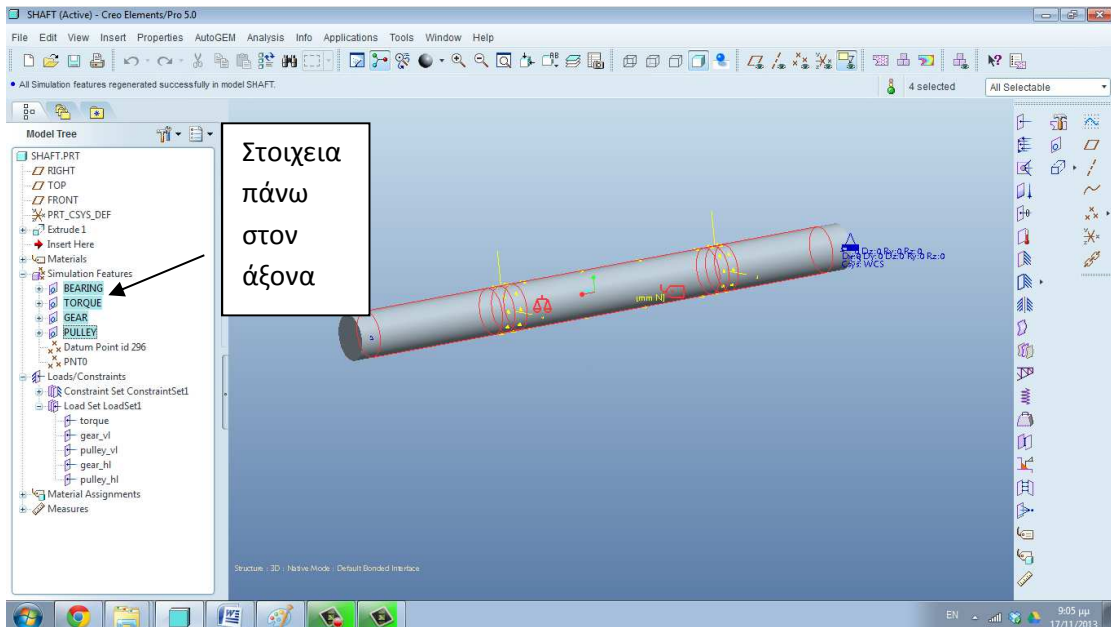 SHAFT (Active) - Creo Elements/Pro 5.0
File Edit View Insert Properties AutoGEM Analysis Info Applications Tools Window Help
• All Simulation features regenerated successfully in model SHAFT.
4 selected
All Selectable
Model Tree
SHAFT.PRT
RIGHT
TOP
FRONT
PRT_CSYS_DEF
Extrude 1
Insert Here
Materials
Simulation Features
BEARING
TORQUE
GEAR
PULLEY
Datum Point id 296
PNT0
Loads/Constraints
Constraint Set ConstraintSet1
Load Set LoadSet1
torque
gear_vl
pulley_vl
gear_hl
pulley_hl
Material Assignments
Measures
Στοιχεια
πάνω
στον
άξονα
[mm N]
Csys: WCS
Structure : 3D : Native Mode : Default Bonded Interface
EN
9:05 μμ
17/11/2013